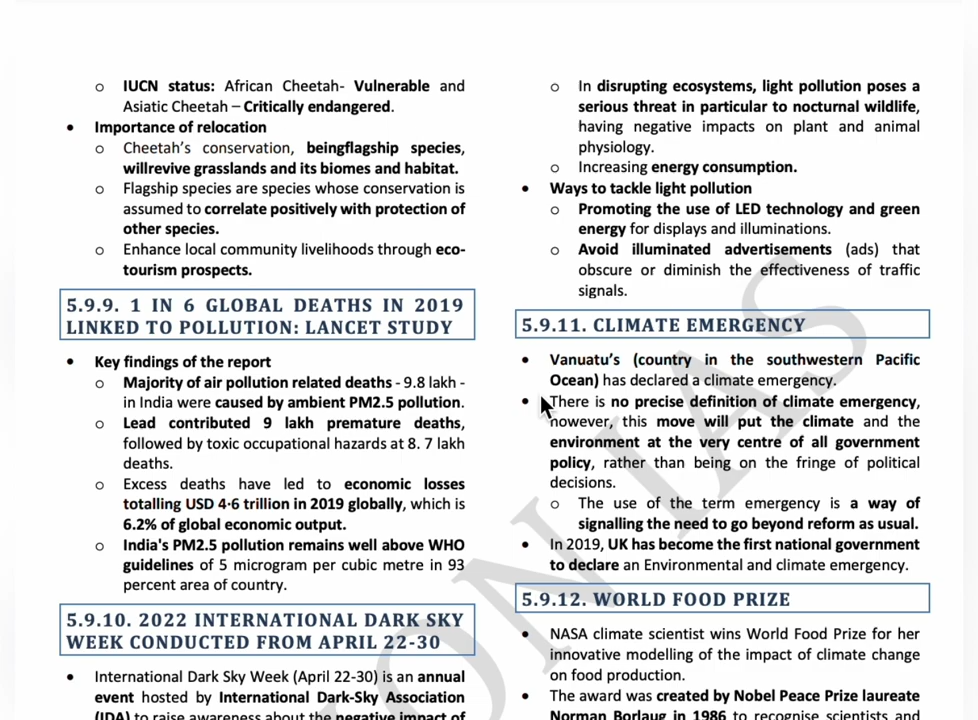 o IUCN status: African Cheetah- Vulnerable and
Asiatic Cheetah – Critically endangered.
• Importance of relocation
o Cheetah's conservation, beingflagship species,
willrevive grasslands and its biomes and habitat.
o Flagship species are species whose conservation is
assumed to correlate positively with protection of
other species.
o Enhance local community livelihoods through eco-
tourism prospects.
5.9.9. 1 IN 6 GLOBAL DEATHS IN 2019
LINKED TO POLLUTION: LANCET STUDY
• Key findings of the report
o Majority of air pollution related deaths - 9.8 lakh -
in India were caused by ambient PM2.5 pollution.
o Lead contributed 9 lakh premature deaths,
followed by toxic occupational hazards at 8. 7 lakh
deaths.
o Excess deaths have led to economic losses
totalling USD 4·6 trillion in 2019 globally, which is
6.2% of global economic output.
o India's PM2.5 pollution remains well above WHO
guidelines of 5 microgram per cubic metre in 93
percent area of country.
5.9.10. 2022 INTERNATIONAL DARK SKY
WEEK CONDUCTED FROM APRIL 22-30
• International Dark Sky Week (April 22-30) is an annual
event hosted by International Dark-Sky Association
(IDA) to raise awareness about the negative impact of
o In disrupting ecosystems, light pollution poses a
serious threat in particular to nocturnal wildlife,
having negative impacts on plant and animal
physiology.
o Increasing energy consumption.
• Ways to tackle light pollution
o Promoting the use of LED technology and green
energy for displays and illuminations.
o Avoid illuminated advertisements (ads) that
obscure or diminish the effectiveness of traffic
signals.
5.9.11. CLIMATE EMERGENCY
• Vanuatu's (country in the southwestern Pacific
Ocean) has declared a climate emergency.
• There is no precise definition of climate emergency,
however, this move will put the climate and the
environment at the very centre of all government
policy, rather than being on the fringe of political
decisions.
o The use of the term emergency is a way of
signalling the need to go beyond reform as usual.
• In 2019, UK has become the first national government
to declare an Environmental and climate emergency.
5.9.12. WORLD FOOD PRIZE
• NASA climate scientist wins World Food Prize for her
innovative modelling of the impact of climate change
on food production.
• The award was created by Nobel Peace Prize laureate
Norman Borlaug in 1986 to recognise scientists and
ON IAS